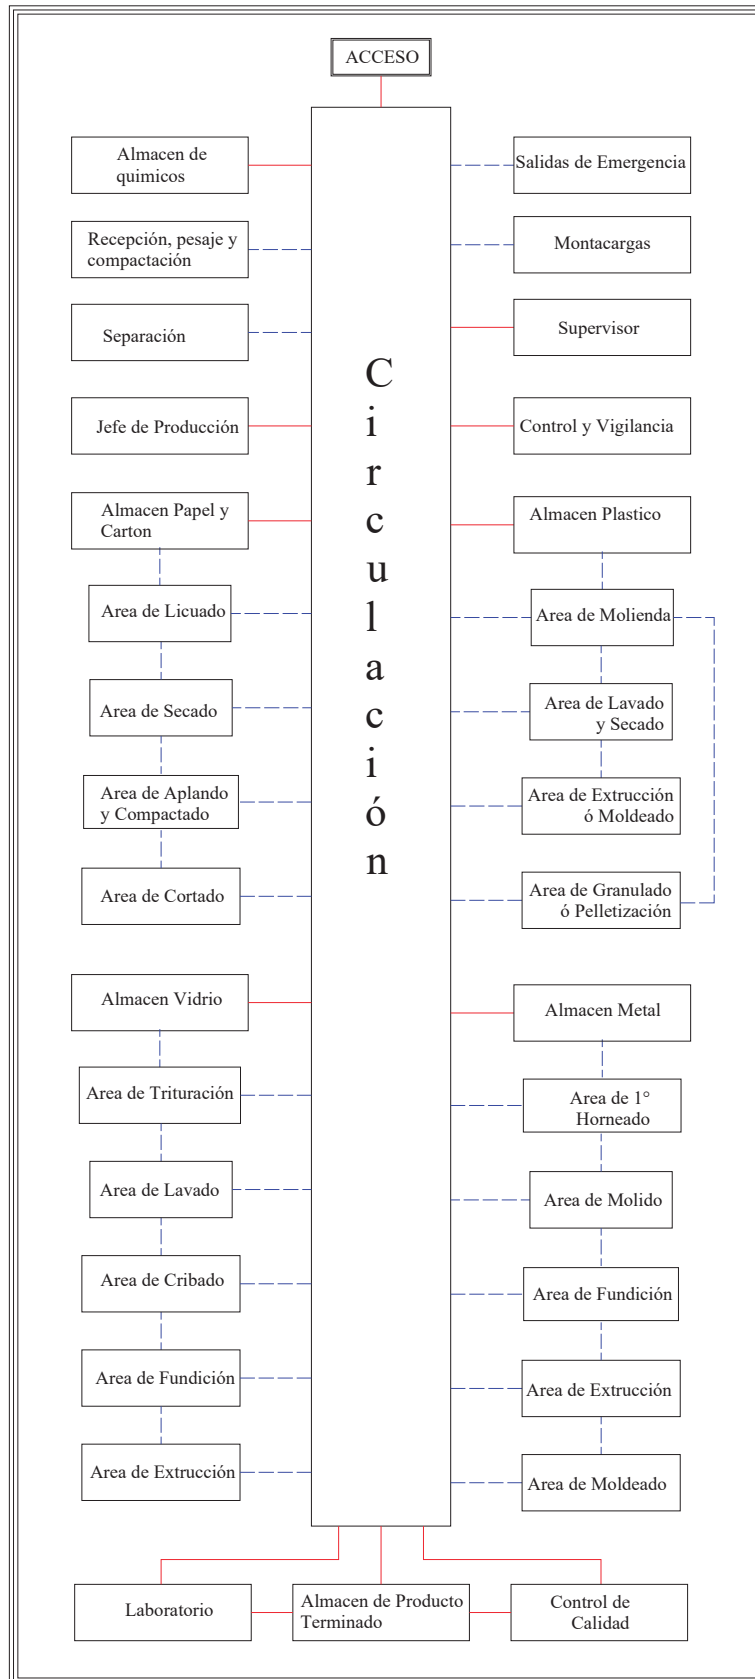 ACCESO
Almacen de
quimicos
Salidas de Emergencia
Recepción, pesaje y
compactación
Montacargas
Separación
Supervisor
Circulación
Jefe de Producción
Control y Vigilancia
Almacen Papel y
Carton
Almacen Plastico
Area de Licuado
Area de Molienda
Area de Secado
Area de Lavado
y Secado
Area de Aplando
y Compactado
Area de Extrucción
ó Moldeado
Area de Cortado
Area de Granulado
ó Pelletización
Almacen Vidrio
Almacen Metal
Area de Trituración
Area de 1°
Horneado
Area de Lavado
Area de Molido
Area de Cribado
Area de Fundición
Area de Fundición
Area de Extrucción
Area de Extrucción
Area de Moldeado
Laboratorio
Almacen de Producto
Terminado
Control de
Calidad